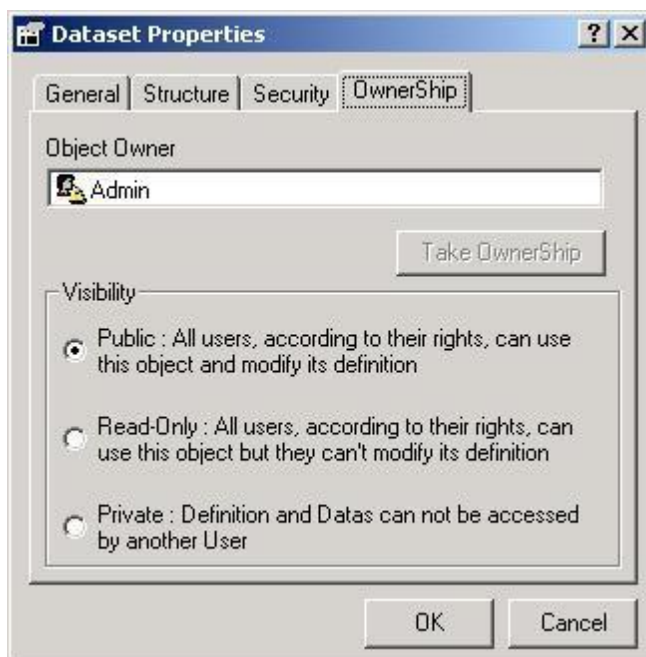 Dataset Properties
General Structure Security OwnerShip
Object Owner
Admin
Take OwnerShip
Visibility
Public : All users, according to their rights, can use
this object and modify its definition
Read-Only : All users, according to their rights, can
use this object but they can't modify its definition
Private : Definition and Datas can not be accessed
by another User
OK Cancel